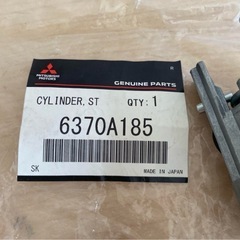 MITSUBISHI
MOTORS
GENUINE PARTS
CYLINDER,ST QTY:1
6370A185
SK
MADE IN JAPAN